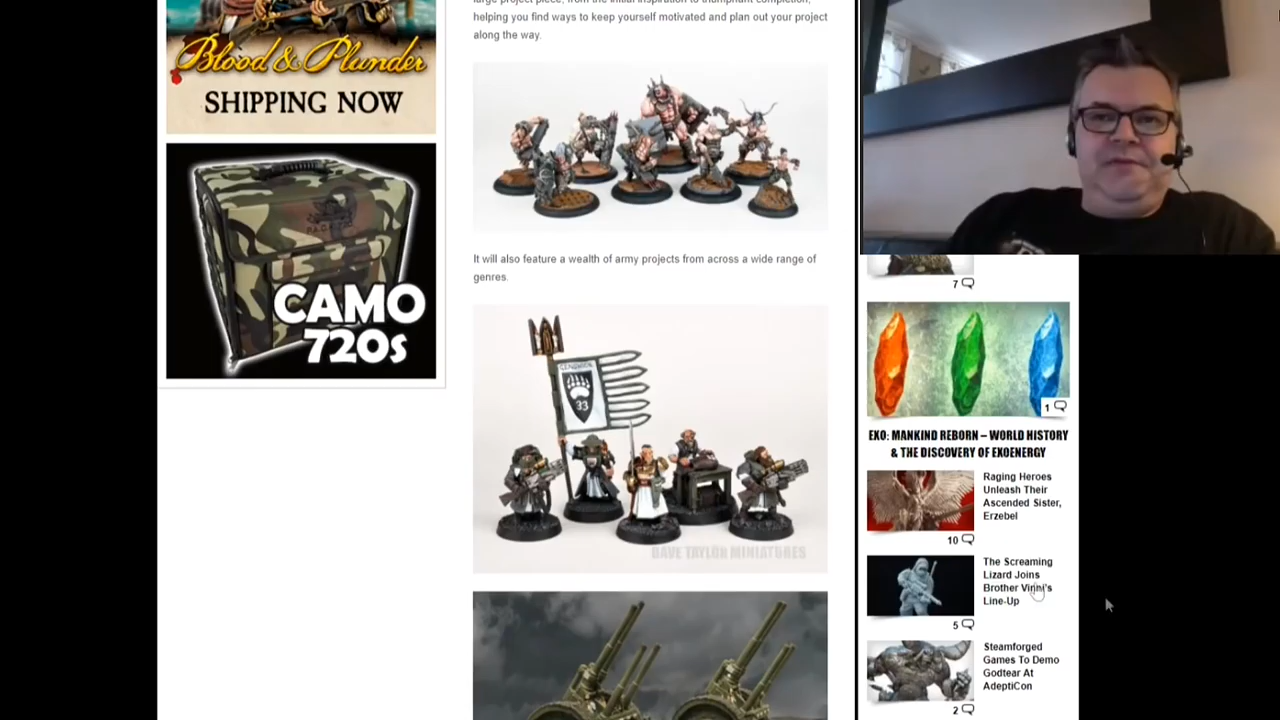 Blood & Plunder
SHIPPING NOW
CAMO
720s
helping you find ways to keep yourself motivated and plan out your project
along the way.
It will also feature a wealth of army projects from across a wide range of
genres.
33
DAVE TAYLOR MINIATURES
7
1
EXO: MANKIND REBORN – WORLD HISTORY
& THE DISCOVERY OF EXOENERGY
Raging Heroes
Unleash Their
Ascended Sister,
Erzebel
10
The Screaming
Lizard Joins
Brother Vinni's
Line-Up
5
Steamforged
Games To Demo
Godtear At
AdeptiCon
2